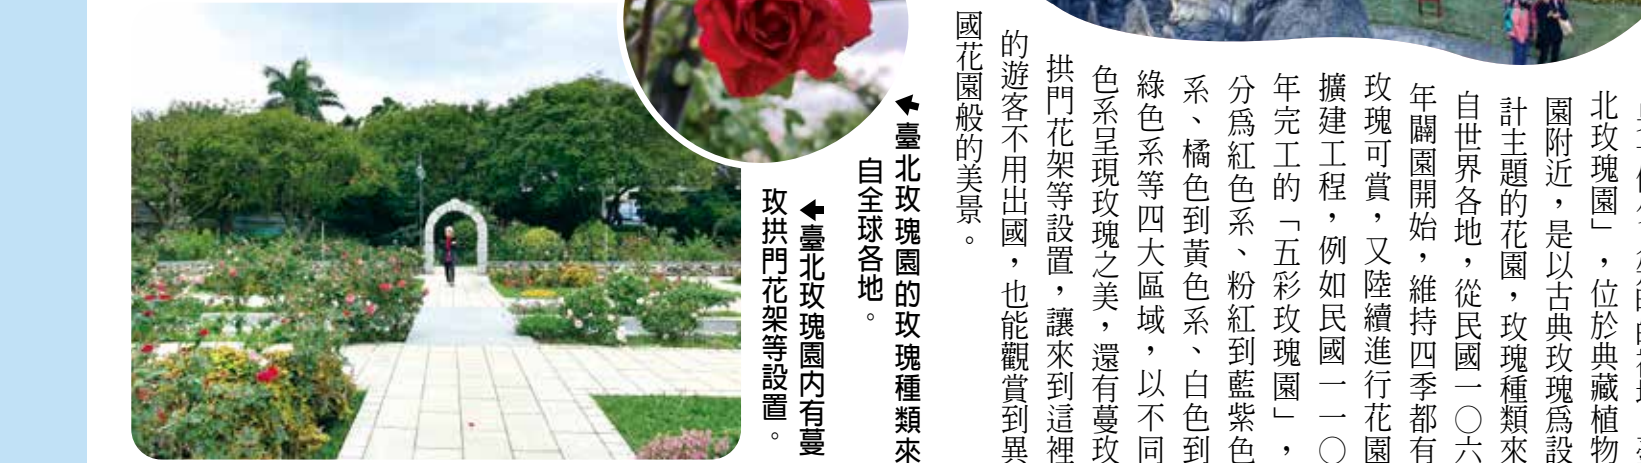 北玫瑰園」，位於典藏植物
園附近，是以古典玫瑰爲設
計主題的花園，玫瑰種類來
自世界各地，從民國一〇六
年闢園開始，維持四季都有
玫瑰可賞，又陸續進行花園
擴建工程，例如民國一一〇
年完工的「五彩玫瑰園」，
分爲紅色系、粉紅到藍紫色
系、橘色到黃色系、白色到
綠色系等四大區域，以不同
色系呈現玫瑰之美，還有蔓玫
拱門花架等設置，讓來到這裡
的遊客不用出國，也能觀賞到異
國花園般的美景。
←臺北玫瑰園的玫瑰種類來
自全球各地。
←臺北玫瑰園內有蔓
玫拱門花架等設置。